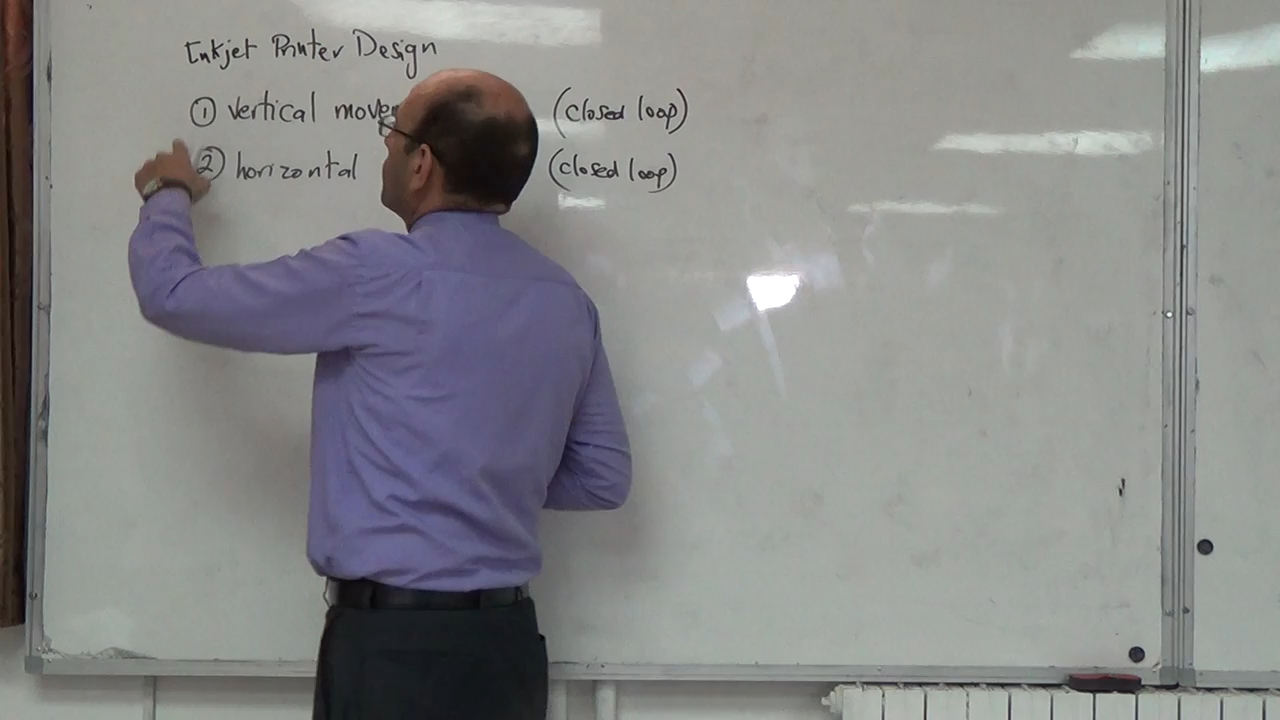 Inkjet Printer Design
① vertical move (closed loop)
② horizontal (closed loop)